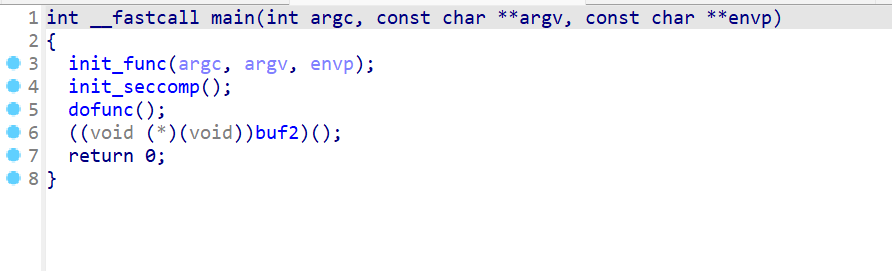 1 int __fastcall main(int argc, const char **argv, const char **envp)
2 {
3   init_func(argc, argv, envp);
4   init_seccomp();
5   dofunc();
6   ((void (*)(void))buf2)();
7   return 0;
8 }